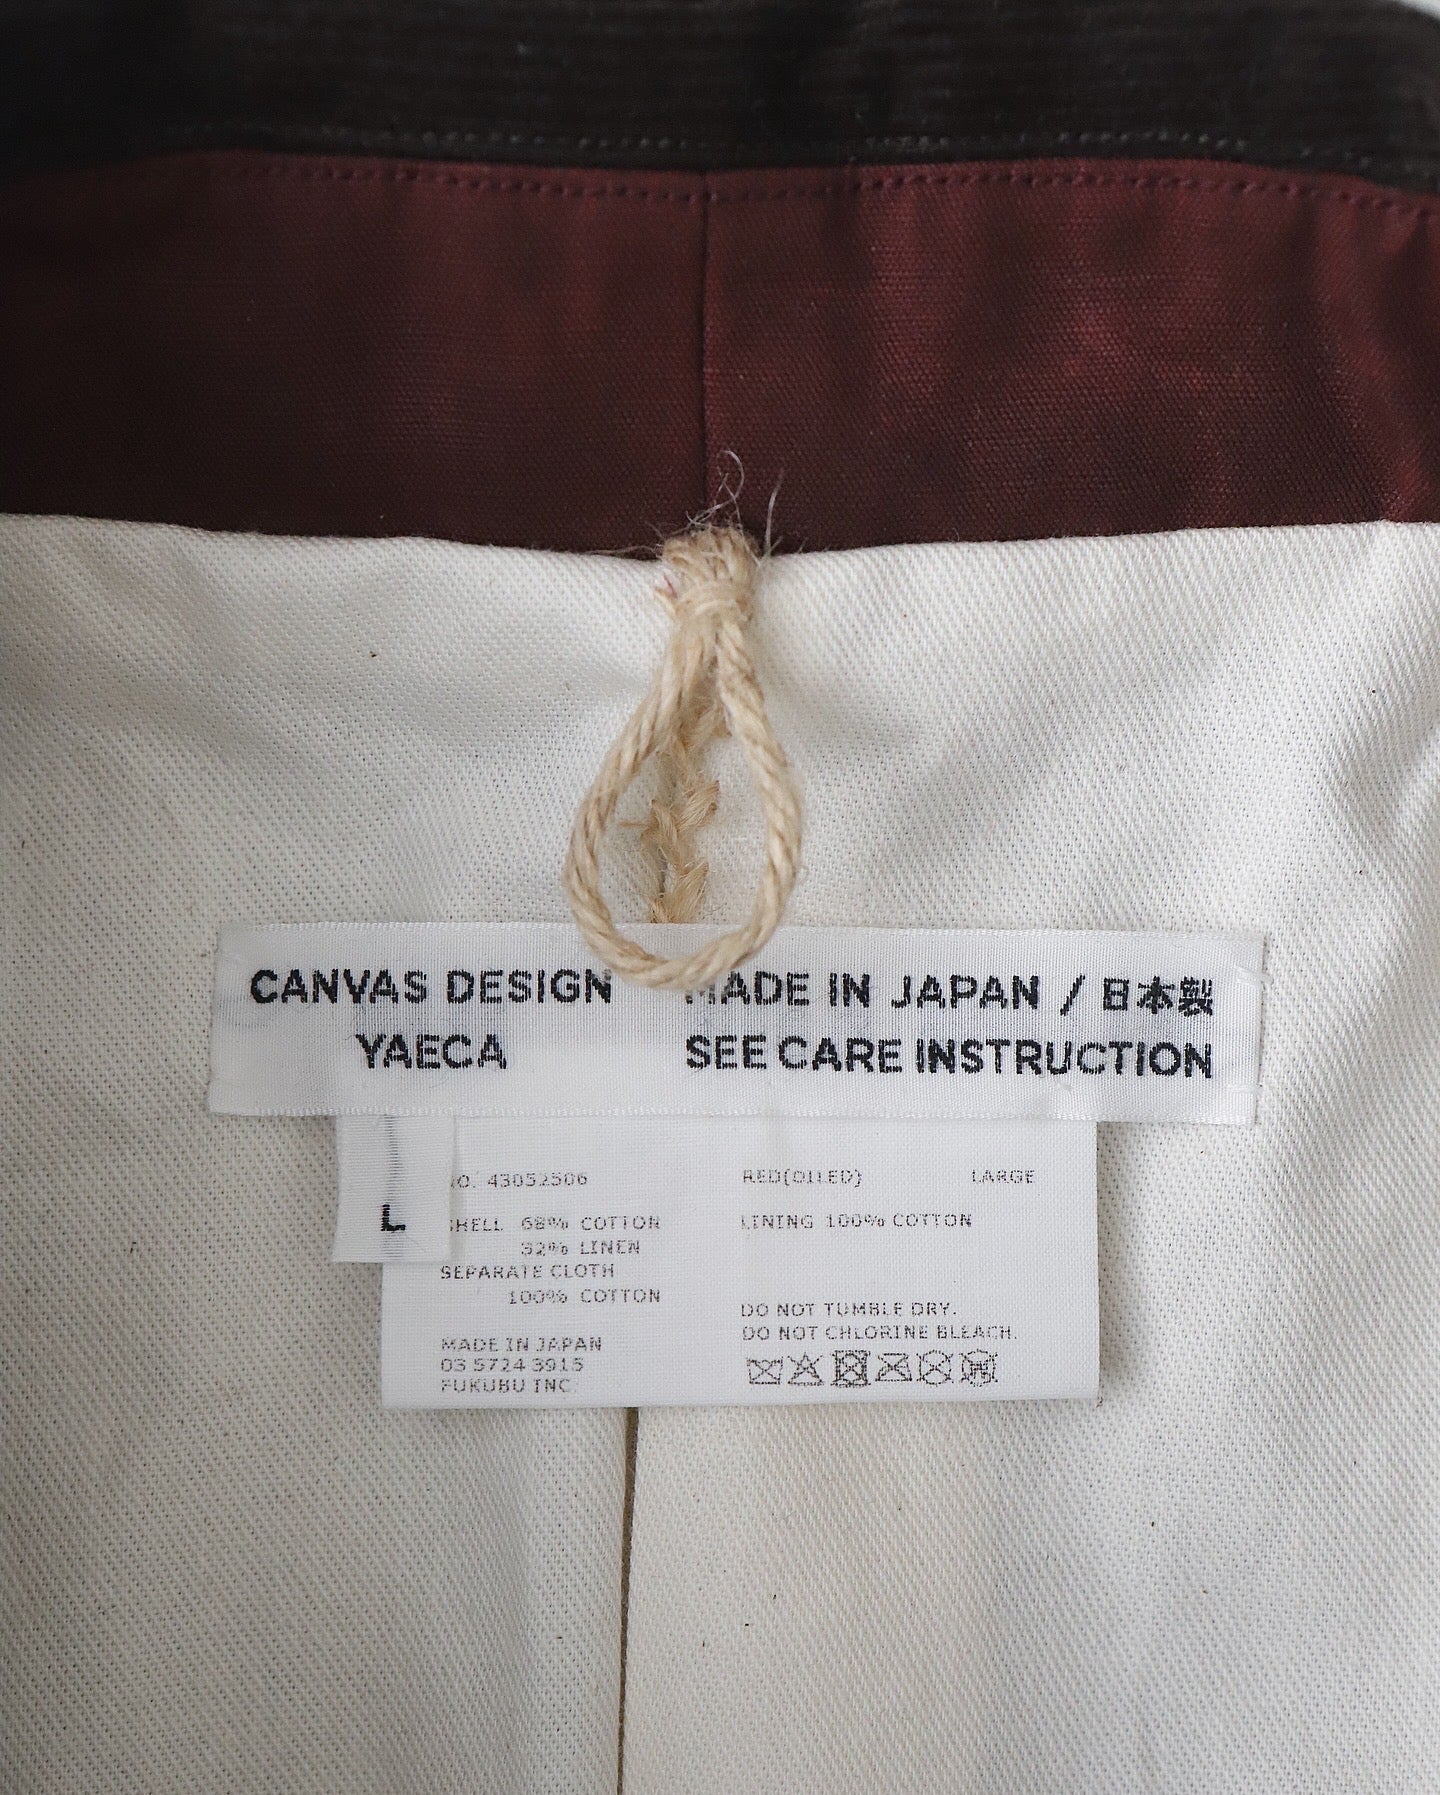 CANVAS DESIGN
YAECA
MADE IN JAPAN / 日本製
SEE CARE INSTRUCTION
L
NO. 43052506
RED(OILED)
LARGE
SHELL 68% COTTON
32% LINEN
SEPARATE CLOTH
100% COTTON
LINING 100% COTTON
MADE IN JAPAN
03 5724 3915
FUKUBU INC.
DO NOT TUMBLE DRY.
DO NOT CHLORINE BLEACH.